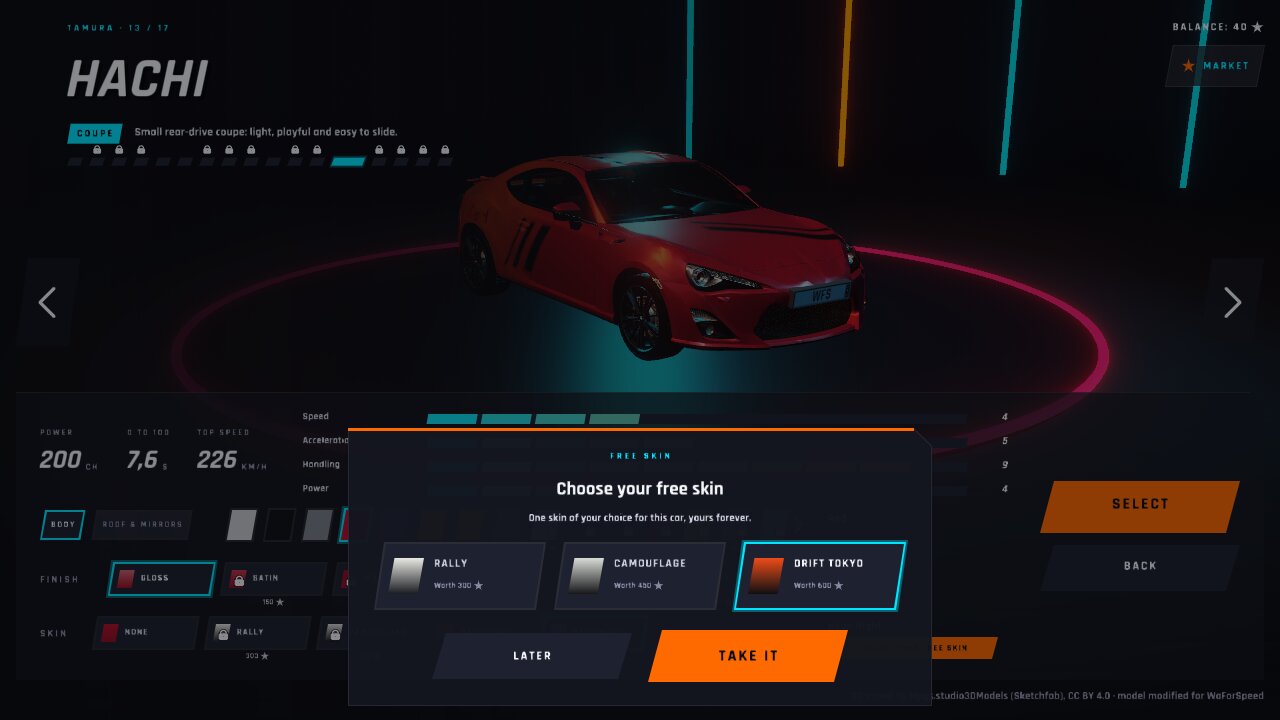 TAMURA · 13 / 17
BALANCE: 40 ★
HACHI
★ MARKET
COUPE Small rear-drive coupe: light, playful and easy to slide.
WFS
Speed 4
POWER 0 TO 100 TOP SPEED
Acceleratio 5
200 CH 7,6 S 226 KM/H
Handling 9
Power 4
FREE SKIN
Choose your free skin
One skin of your choice for this car, yours forever.
BODY ROOF & MIRRORS
SELECT
RALLY
Worth 300 ★
CAMOUFLAGE
Worth 450 ★
DRIFT TOKYO
Worth 600 ★
BACK
FINISH GLOSS SATIN
150 ★
SKIN NONE RALLY
300 ★
LATER
TAKE IT
EE SKIN
.studio3DModels (Sketchfab), CC BY 4.0 · model modified for WaForSpeed